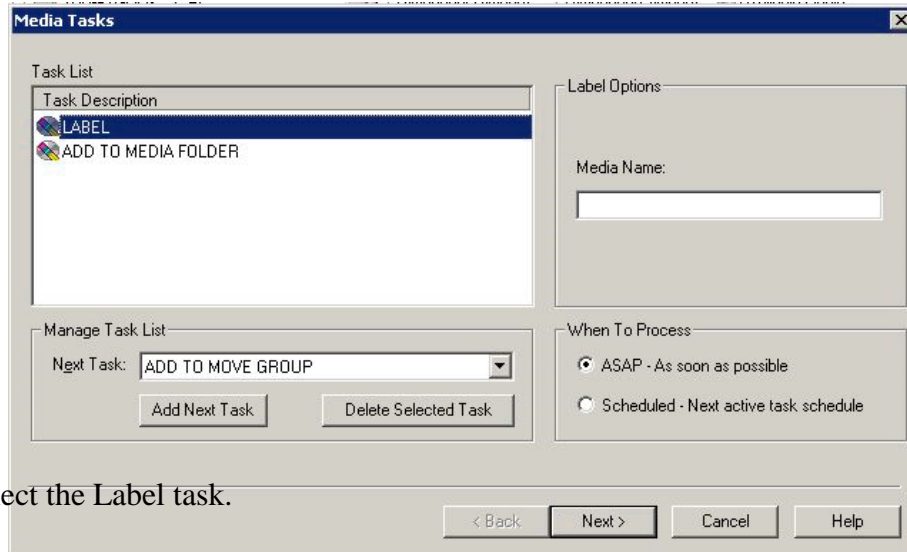 Media Tasks
Task List
Task Description
LABEL
ADD TO MEDIA FOLDER
Label Options
Media Name:
Manage Task List
Next Task: ADD TO MOVE GROUP
Add Next Task
Delete Selected Task
When To Process
ASAP - As soon as possible
Scheduled - Next active task schedule
the Label task.
< Back
Next >
Cancel
Help